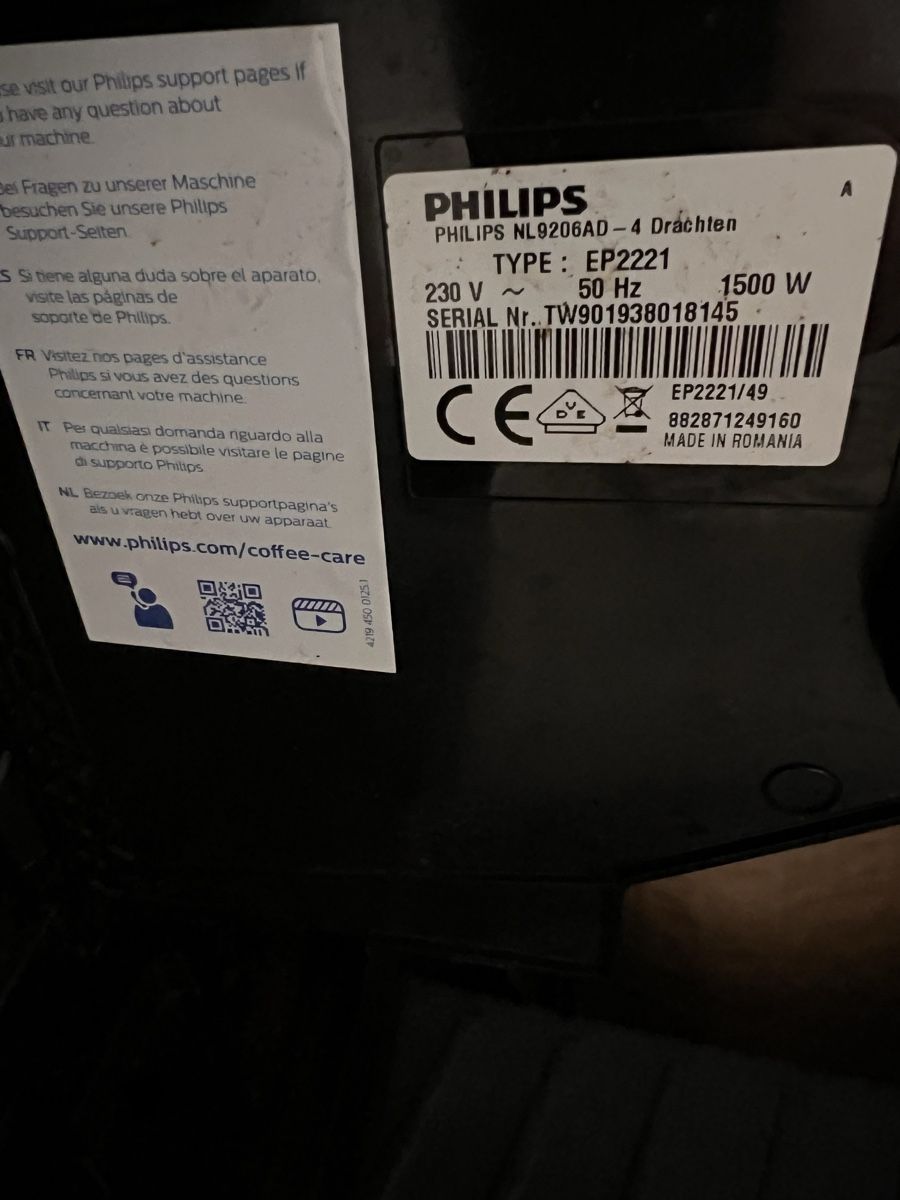 se visit our Philips support pages if
have any question about
ur machine.
Bei Fragen zu unserer Maschine
besuchen Sie unsere Philips
Support-Seiten.
S Si tiene alguna duda sobre el aparato,
visite las páginas de
soporte de Philips.
FR Visitez nos pages d'assistance
Philips si vous avez des questions
concernant votre machine.
IT Per qualsiasi domanda riguardo alla
macchina è possibile visitare le pagine
di supporto Philips
NL Bezoek onze Philips supportpagina's
als u vragen hebt over uw apparaat.
www.philips.com/coffee-care
4219 450 01251
A
PHILIPS
PHILIPS NL9206AD-4 Drachten
TYPE: EP2221
230 V ~ 50 Hz 1500 W
SERIAL Nr. TW901938018145
CE DVE EP2221/49
882871249160
MADE IN ROMANIA